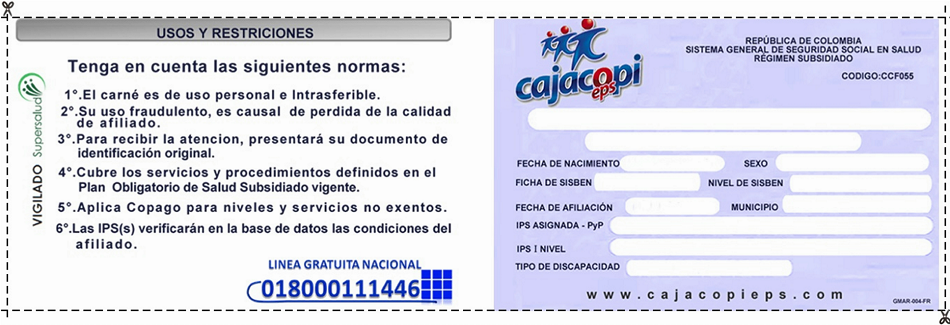 USOS Y RESTRICIONES
Tenga en cuenta las siguientes normas:
1°.El carné es de uso personal e Intrasferible.
2°.Su uso fraudulento, es causal de perdida de la calidad
de afiliado.
3°.Para recibir la atencion, presentará su documento de
identificación original.
4°.Cubre los servicios y procedimientos definidos en el
Plan Obligatorio de Salud Subsidiado vigente.
5°.Aplica Copago para niveles y servicios no exentos.
6°.Las IPS(s) verificarán en la base de datos las condiciones del
afiliado.
VIGILADO Supersalud
LINEA GRATUITA NACIONAL
018000111446
cajacopi
eps
REPÚBLICA DE COLOMBIA
SISTEMA GENERAL DE SEGURIDAD SOCIAL EN SALUD
RÉGIMEN SUBSIDIADO
CODIGO:CCF055
FECHA DE NACIMIENTO SEXO
FICHA DE SISBEN NIVEL DE SISBEN
FECHA DE AFILIACIÓN MUNICIPIO
IPS ASIGNADA - PyP
IPS I NIVEL
TIPO DE DISCAPACIDAD
www.cajacopieps.com
GMAR-004-FR